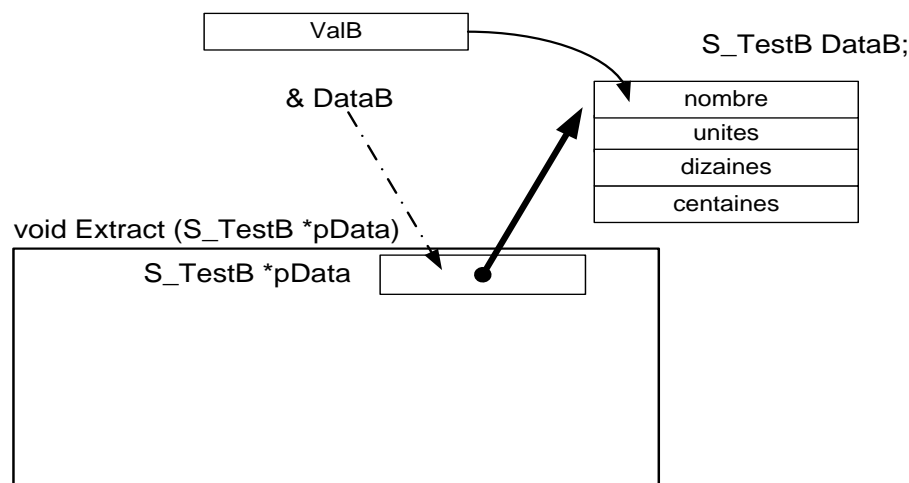 ValB
S_TestB DataB;
& DataB
nombre
unites
dizaines
centaines
void Extract (S_TestB *pData)
S_TestB *pData